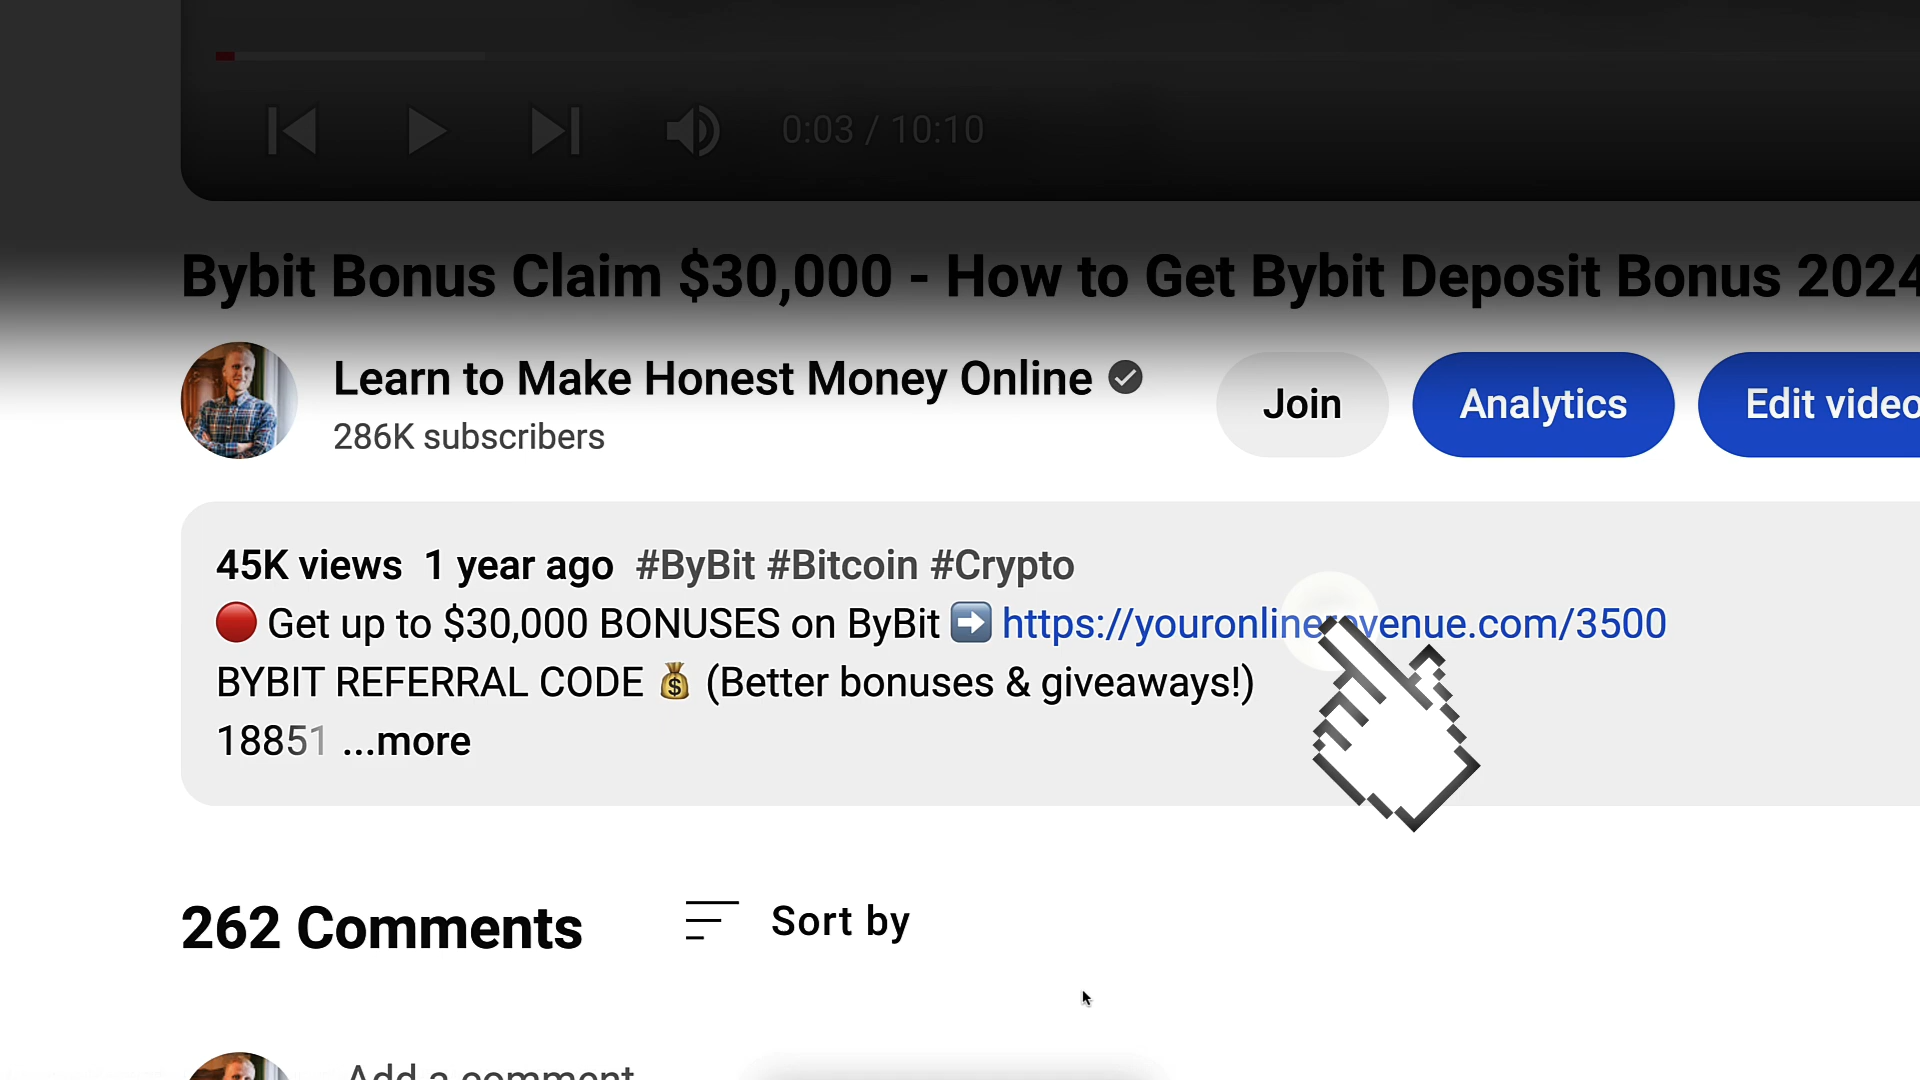 0:03 / 10:10
Bybit Bonus Claim $30,000 - How to Get Bybit Deposit Bonus 2024
Learn to Make Honest Money Online
286K subscribers
Join
Analytics
Edit video
45K views 1 year ago #ByBit #Bitcoin #Crypto
🔴 Get up to $30,000 BONUSES on ByBit ➡️ https://youronlinerevenue.com/3500
BYBIT REFERRAL CODE 💰 (Better bonuses & giveaways!)
18851 ...more
262 Comments
Sort by
Add a comment